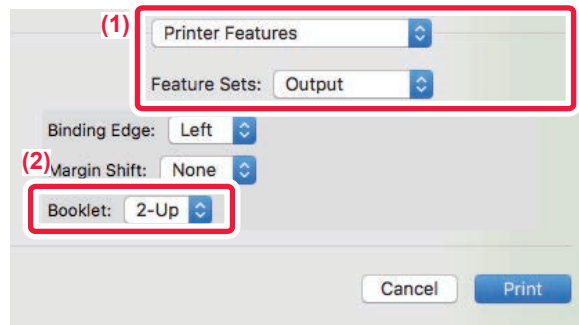 (1)
Printer Features
Feature Sets: Output
Binding Edge: Left
(2)
Margin Shift: None
Booklet: 2-Up
Cancel Print